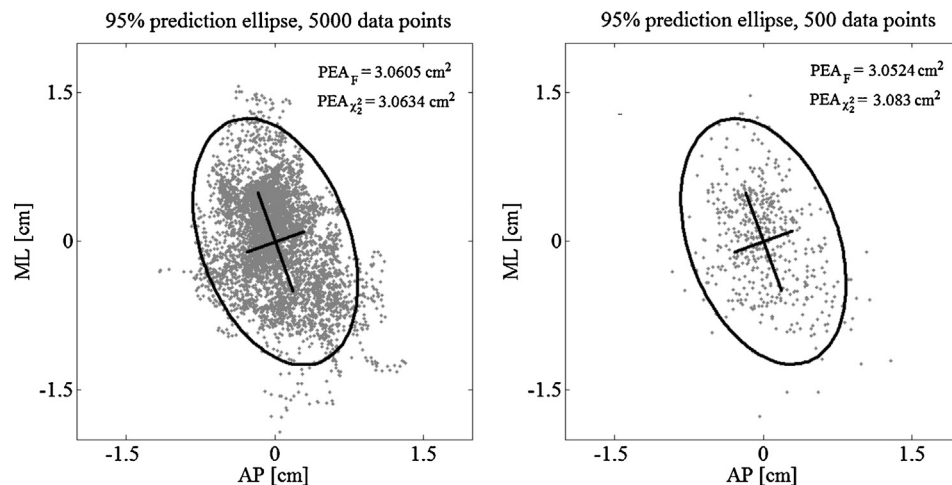 95% prediction ellipse, 5000 data points
PEA_F = 3.0605 cm²
PEA_χ₂² = 3.0634 cm²
1.5
0
-1.5
ML [cm]
-1.5
0
1.5
AP [cm]
95% prediction ellipse, 500 data points
PEA_F = 3.0524 cm²
PEA_χ₂² = 3.083 cm²
1.5
0
-1.5
ML [cm]
-1.5
0
1.5
AP [cm]